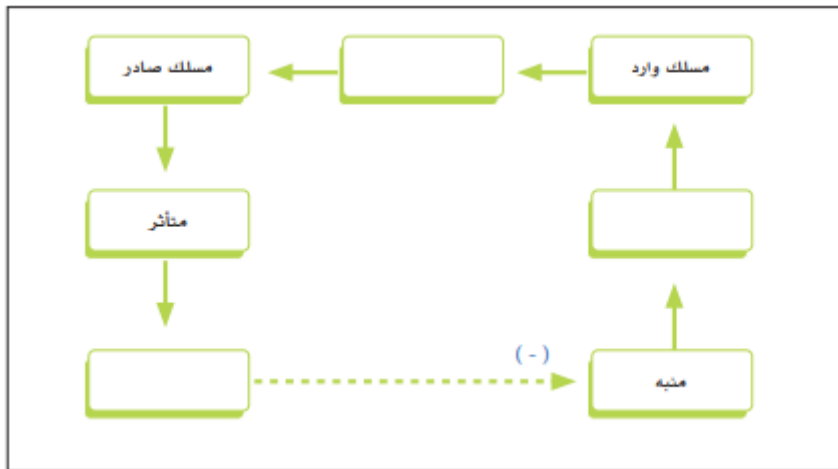 مسلك وارد
مسلك صادر
متأثر
( - )
منبه